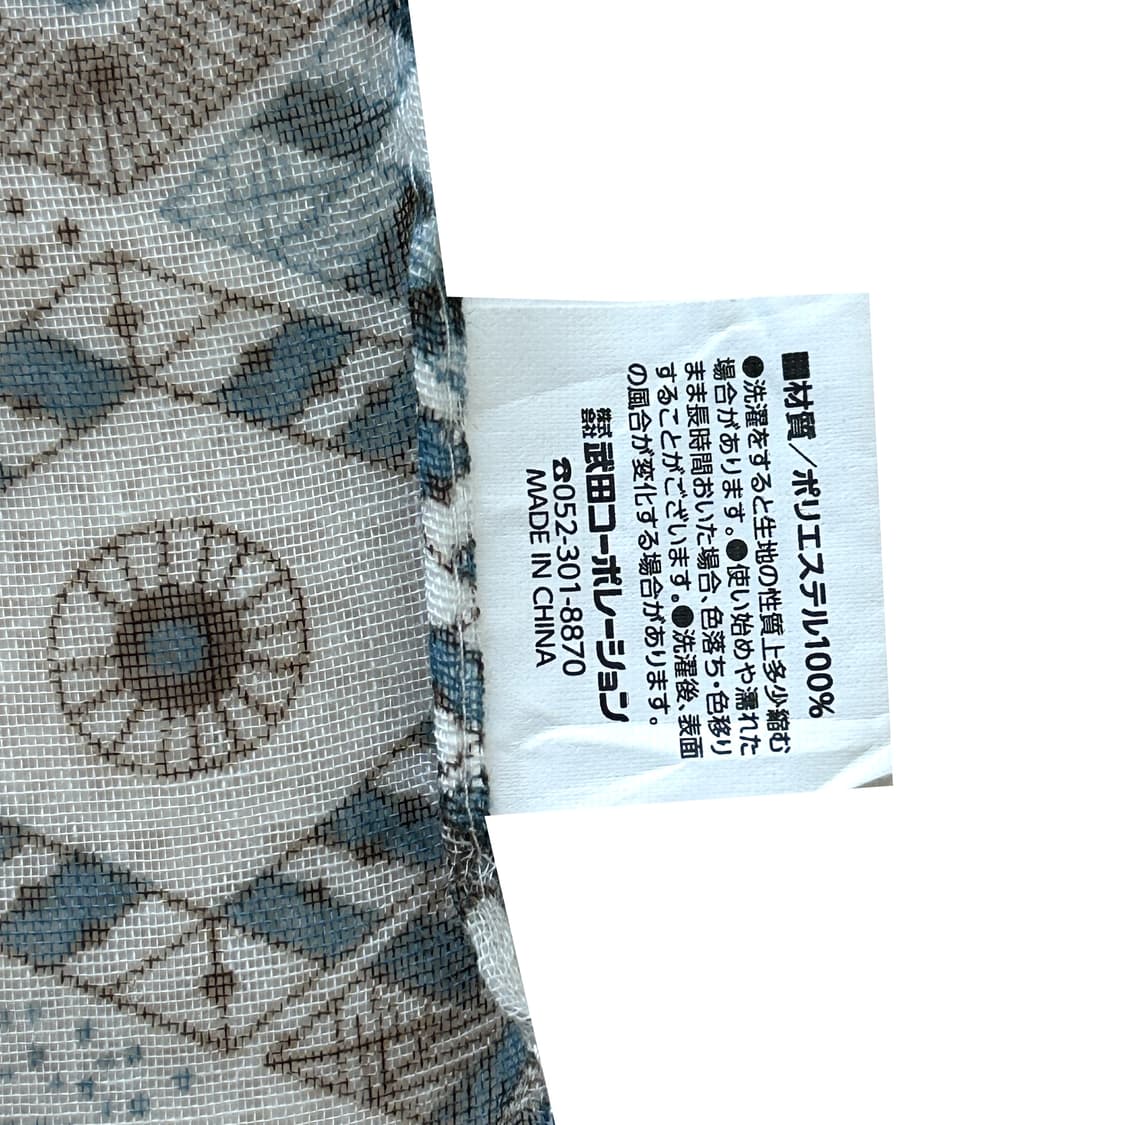 ■材質／ポリエステル100%
●洗濯をすると生地の性質上多少縮む
場合があります。●使い始めや濡れた
まま長時間おいた場合、色落ち・色移り
することがございます。●洗濯後、表面
の風合が変化する場合があります。
株式会社 武田コーポレーション
☎052-301-8870
MADE IN CHINA